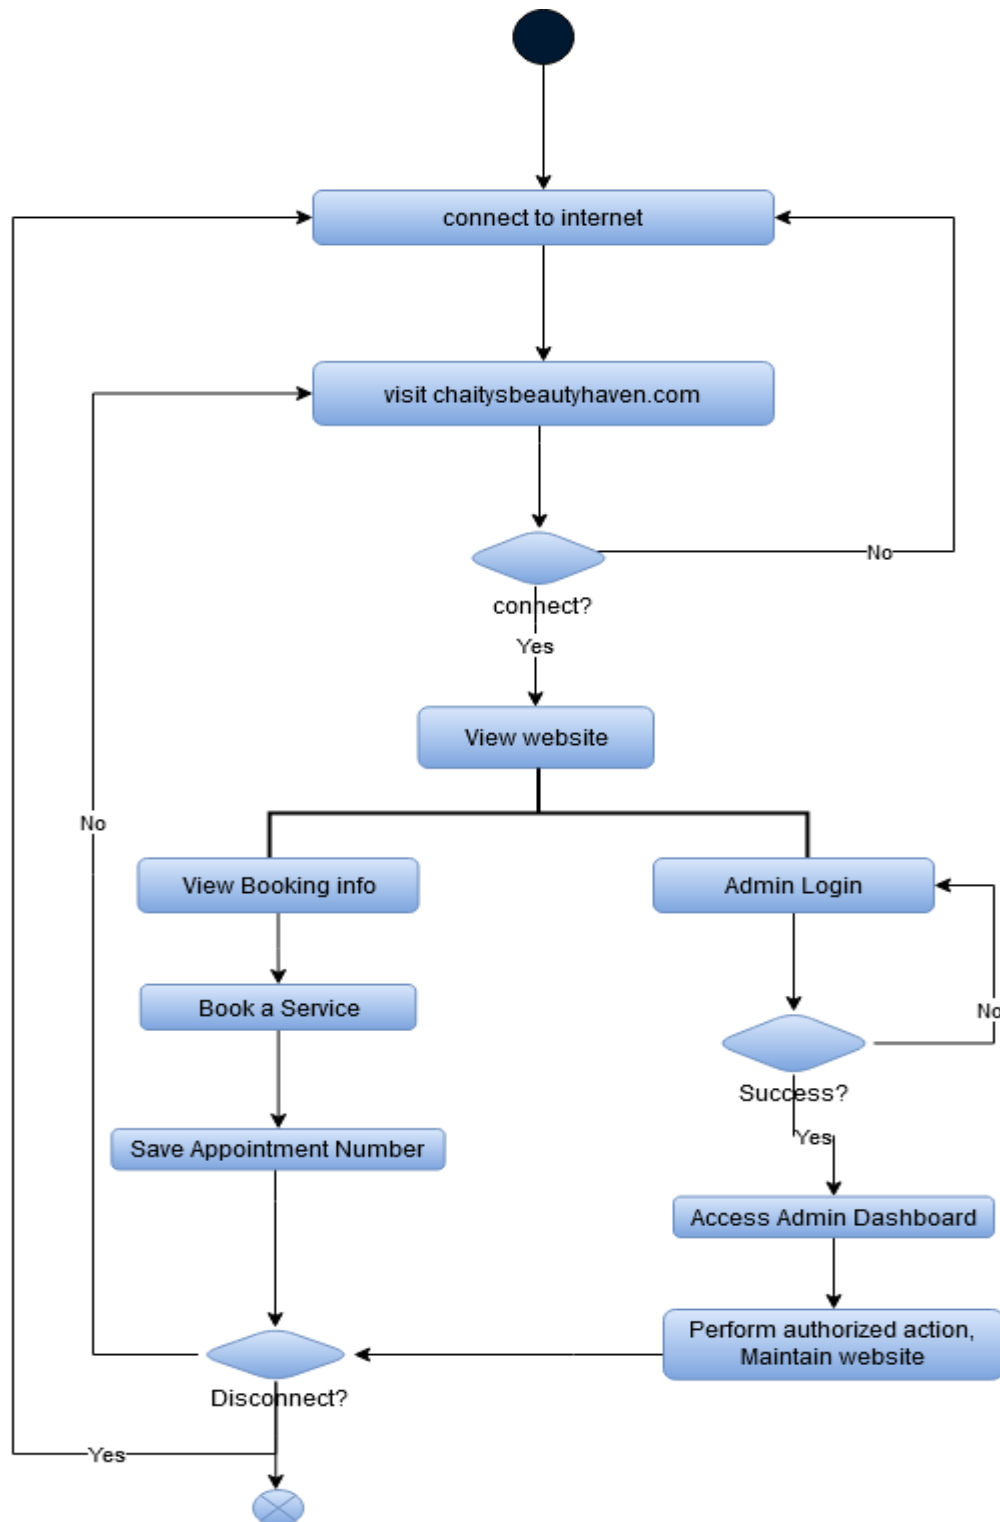 connect to internet
visit chaitysbeautyhaven.com
No
connect?
Yes
View website
No
View Booking info
Admin Login
Book a Service
No
Success?
Yes
Save Appointment Number
Access Admin Dashboard
Perform authorized action,
Maintain website
Disconnect?
Yes